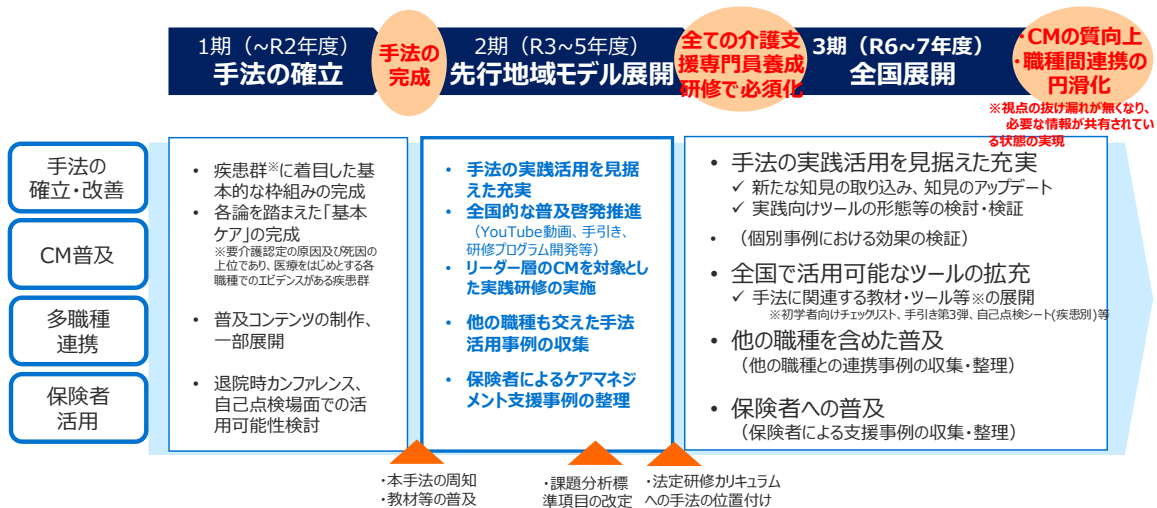 1期（~R2年度）
手法の確立
手法の
完成
2期（R3~5年度）
先行地域モデル展開
全ての介護支
援専門員養成
研修で必須化
3期（R6~7年度）
全国展開
・CMの質向上
・職種間連携の
円滑化
※視点の抜け漏れが無くなり、
必要な情報が共有されてい
る状態の実現
手法の
確立・改善
CM普及
多職種
連携
保険者
活用
• 疾患群※に着目した基
本的な枠組みの完成
• 各論を踏まえた「基本
ケア」の完成
※要介護認定の原因及び死因の
上位であり、医療をはじめとする各
職種でのエビデンスがある疾患群
• 普及コンテンツの制作、
一部展開
• 退院時カンファレンス、
自己点検場面での活
用可能性検討
• 手法の実践活用を見据
えた充実
• 全国的な普及啓発推進
（YouTube動画、手引き、
研修プログラム開発等）
• リーダー層のCMを対象とし
た実践研修の実施
• 他の職種も交えた手法
活用事例の収集
• 保険者によるケアマネジ
メント支援事例の整理
• 手法の実践活用を見据えた充実
✓ 新たな知見の取り込み、知見のアップデート
✓ 実践向けツールの形態等の検討・検証
• （個別事例における効果の検証）
• 全国で活用可能なツールの拡充
✓ 手法に関連する教材・ツール等※の展開
※初学者向けチェックリスト、手引き第3弾、自己点検シート(疾患別)等
• 他の職種を含めた普及
（他の職種との連携事例の収集・整理）
• 保険者への普及
（保険者による支援事例の収集・整理）
・本手法の周知
・教材等の普及
・課題分析標
準項目の改定
・法定研修カリキュラム
への手法の位置付け